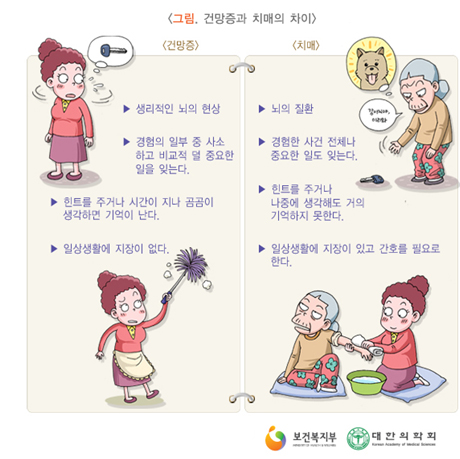 <그림. 건망증과 치매의 차이>
<건망증>
▶ 생리적인 뇌의 현상
▶ 경험의 일부 중 사소
하고 비교적 덜 중요한
일을 잊는다.
▶ 힌트를 주거나 시간이 지나 곰곰이
생각하면 기억이 난다.
▶ 일상생활에 지장이 없다.
<치매>
▶ 뇌의 질환
▶ 경험한 사건 전체나
중요한 일도 잊는다.
▶ 힌트를 주거나
나중에 생각해도 거의
기억하지 못한다.
▶ 일상생활에 지장이 있고 간호를 필요로
한다.
보건복지부
대한의학회
Korean Academy of Medical Sciences